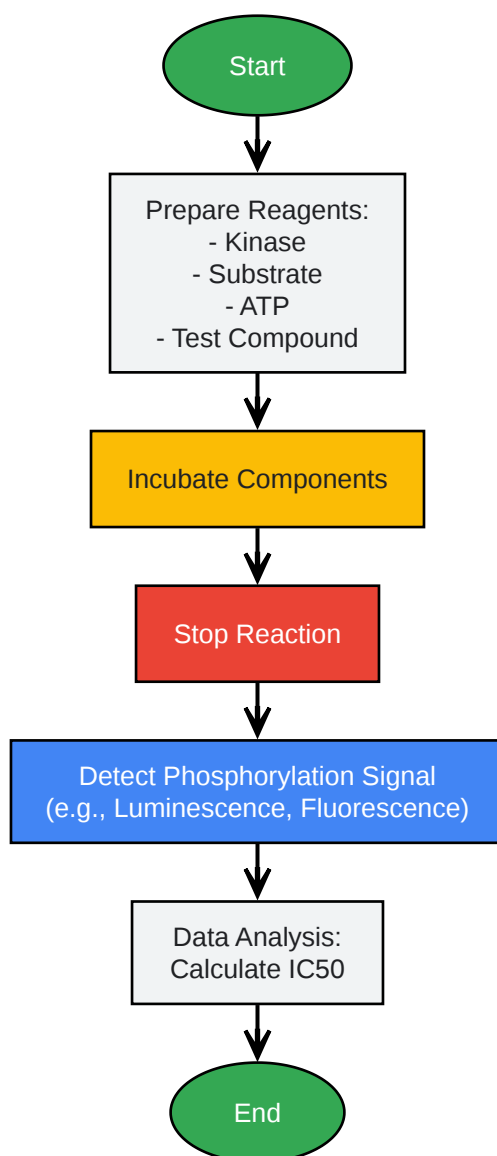 Start
Prepare Reagents:
- Kinase
- Substrate
- ATP
- Test Compound
Incubate Components
Stop Reaction
Detect Phosphorylation Signal
(e.g., Luminescence, Fluorescence)
Data Analysis:
Calculate IC50
End